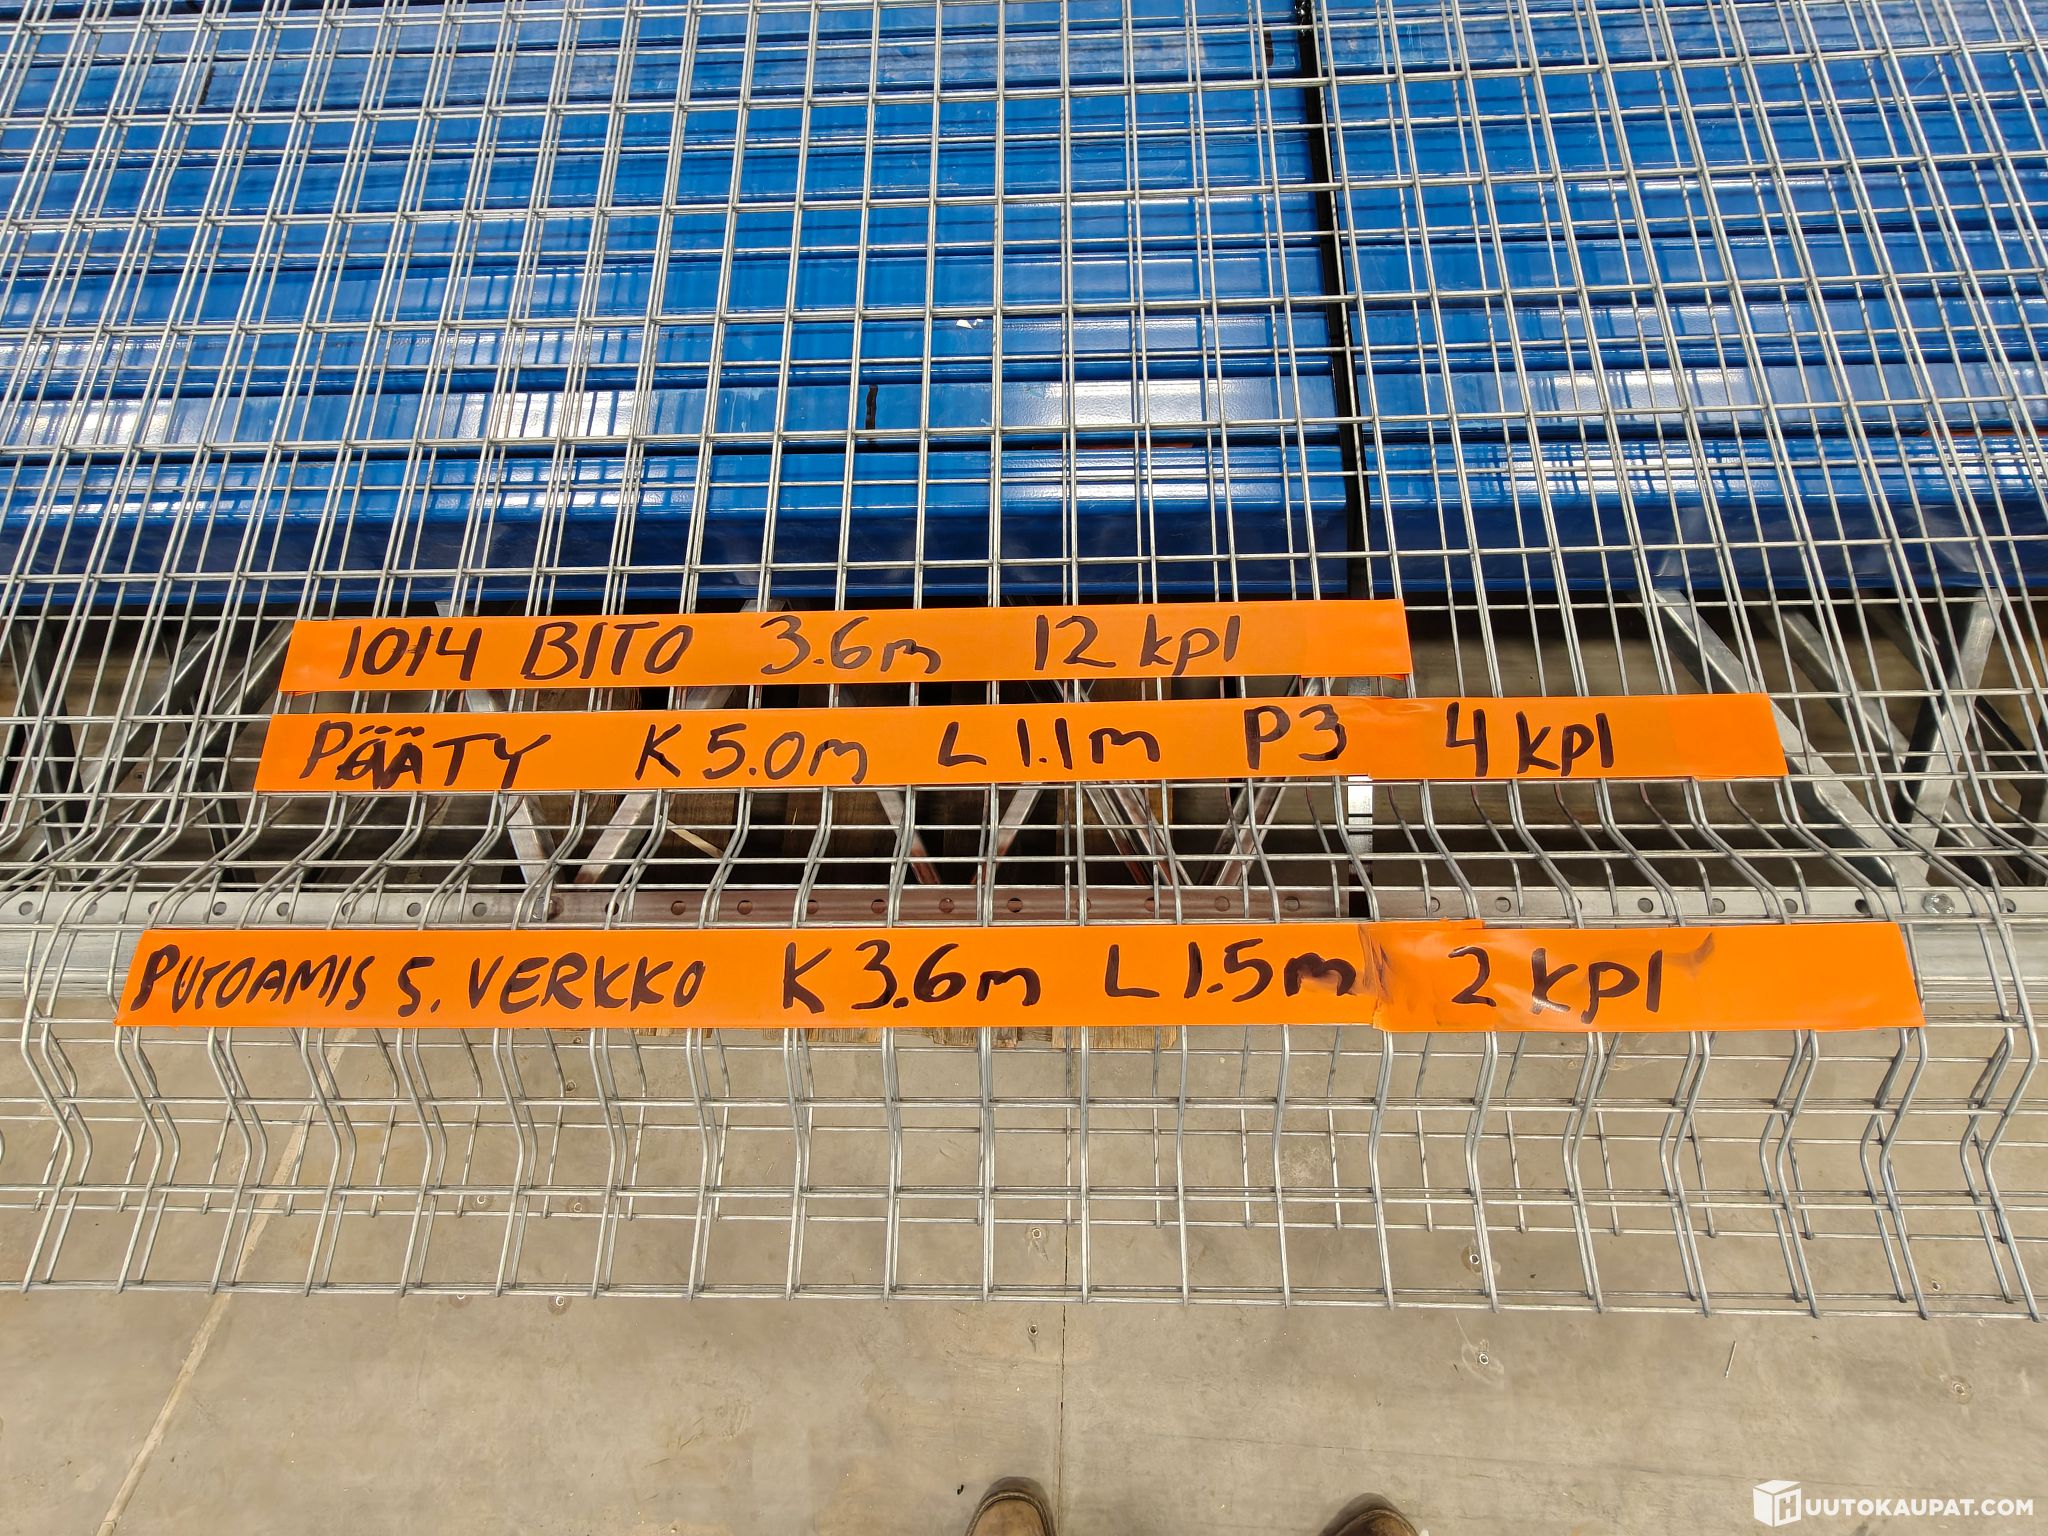 1014 BITO 3.6m 12 kpl
PÄÄTY K 5.0m L 1.1m P3 4 kpl
PUTOAMIS S. VERKKO K 3.6m L 1.5m 2 kpl
HUUTOKAUPAT.COM